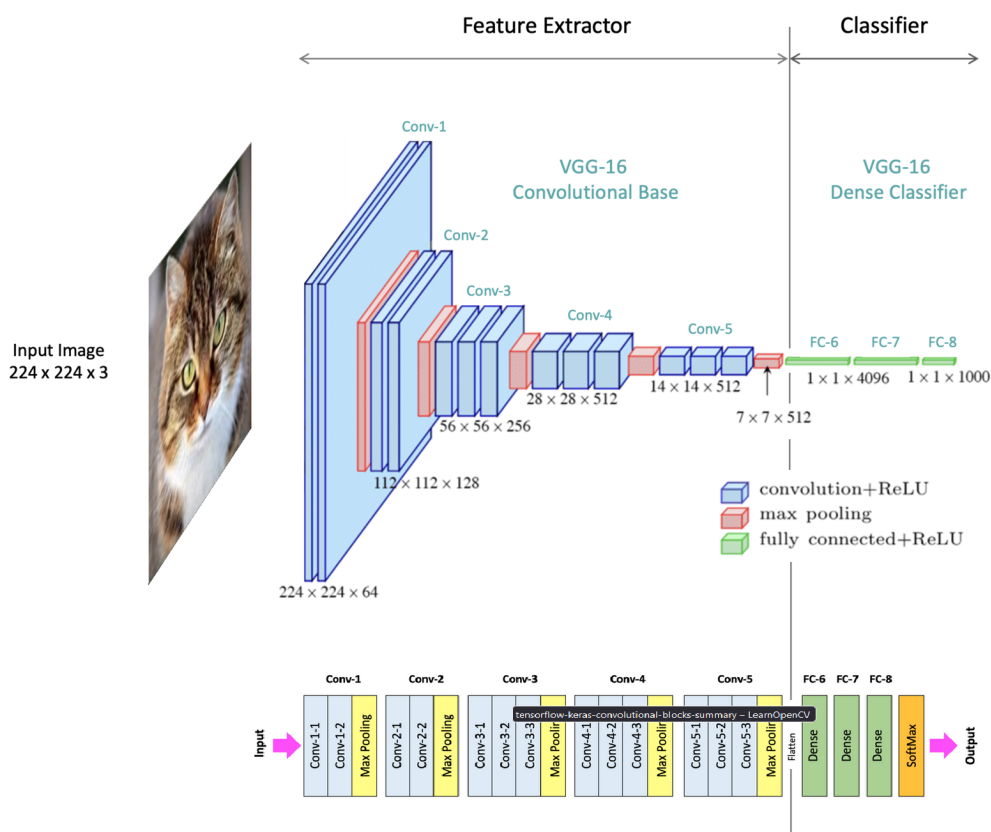 Feature Extractor
Classifier
Conv-1
VGG-16
Convolutional Base
VGG-16
Dense Classifier
Conv-2
Conv-3
Conv-4
Conv-5
FC-6
FC-7
FC-8
Input Image
224 x 224 x 3
1 × 1 × 4096
1 × 1 × 1000
14 × 14 × 512
28 × 28 × 512
7 × 7 × 512
56 × 56 × 256
112 × 112 × 128
convolution+ReLU
max pooling
fully connected+ReLU
224 × 224 × 64
Conv-1
Conv-2
Conv-3
Conv-4
Conv-5
FC-6
FC-7
FC-8
tensorflow-keras-convolutional-blocks-summary – LearnOpenCV
Input
Conv-1-1
Conv-1-2
Max Pooling
Conv-2-1
Conv-2-2
Max Pooling
Conv-3-1
Conv-3-2
Conv-3-3
Max Pooling
Conv-4-1
Conv-4-2
Conv-4-3
Max Pooling
Conv-5-1
Conv-5-2
Conv-5-3
Max Pooling
Flatten
Dense
Dense
Dense
SoftMax
Output